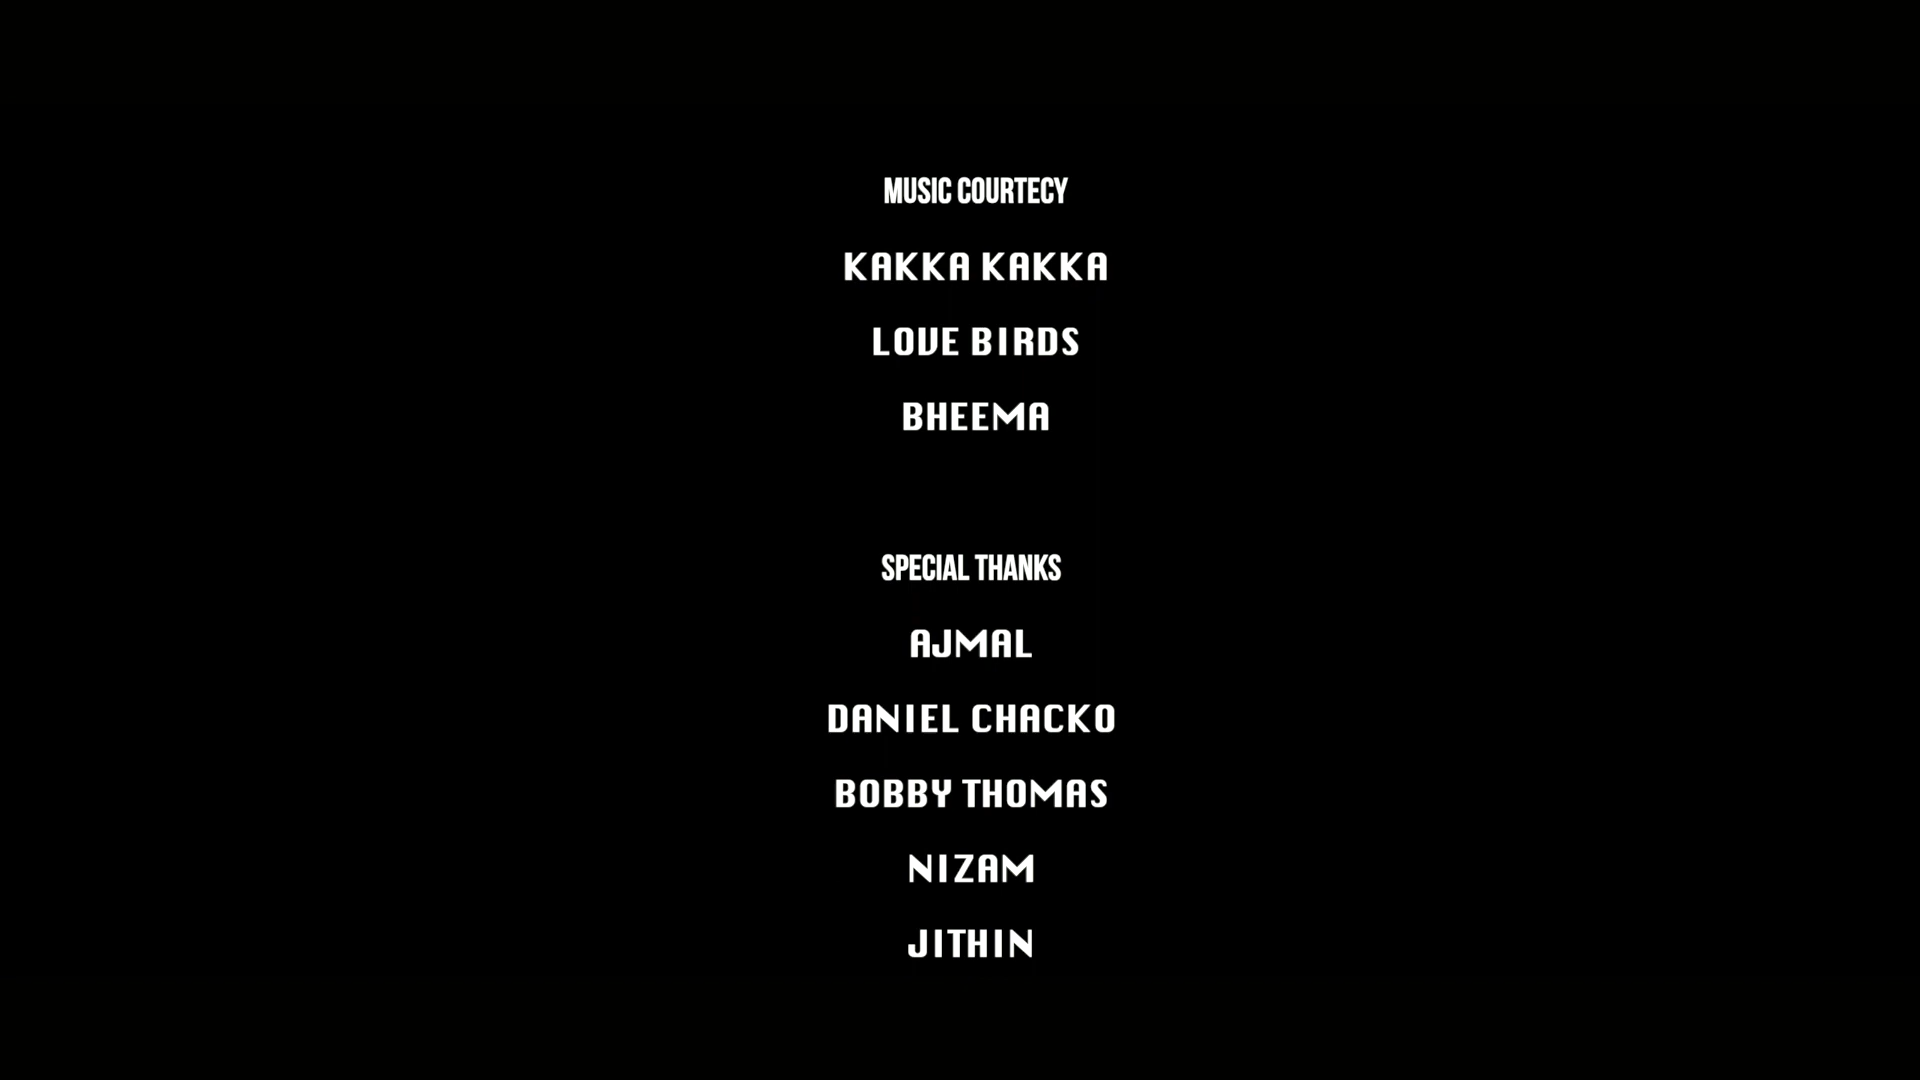 MUSIC COURTECY
KAKKA KAKKA
LOVE BIRDS
BHEEMA
SPECIAL THANKS
AJMAL
DANIEL CHACKO
BOBBY THOMAS
NIZAM
JITHIN